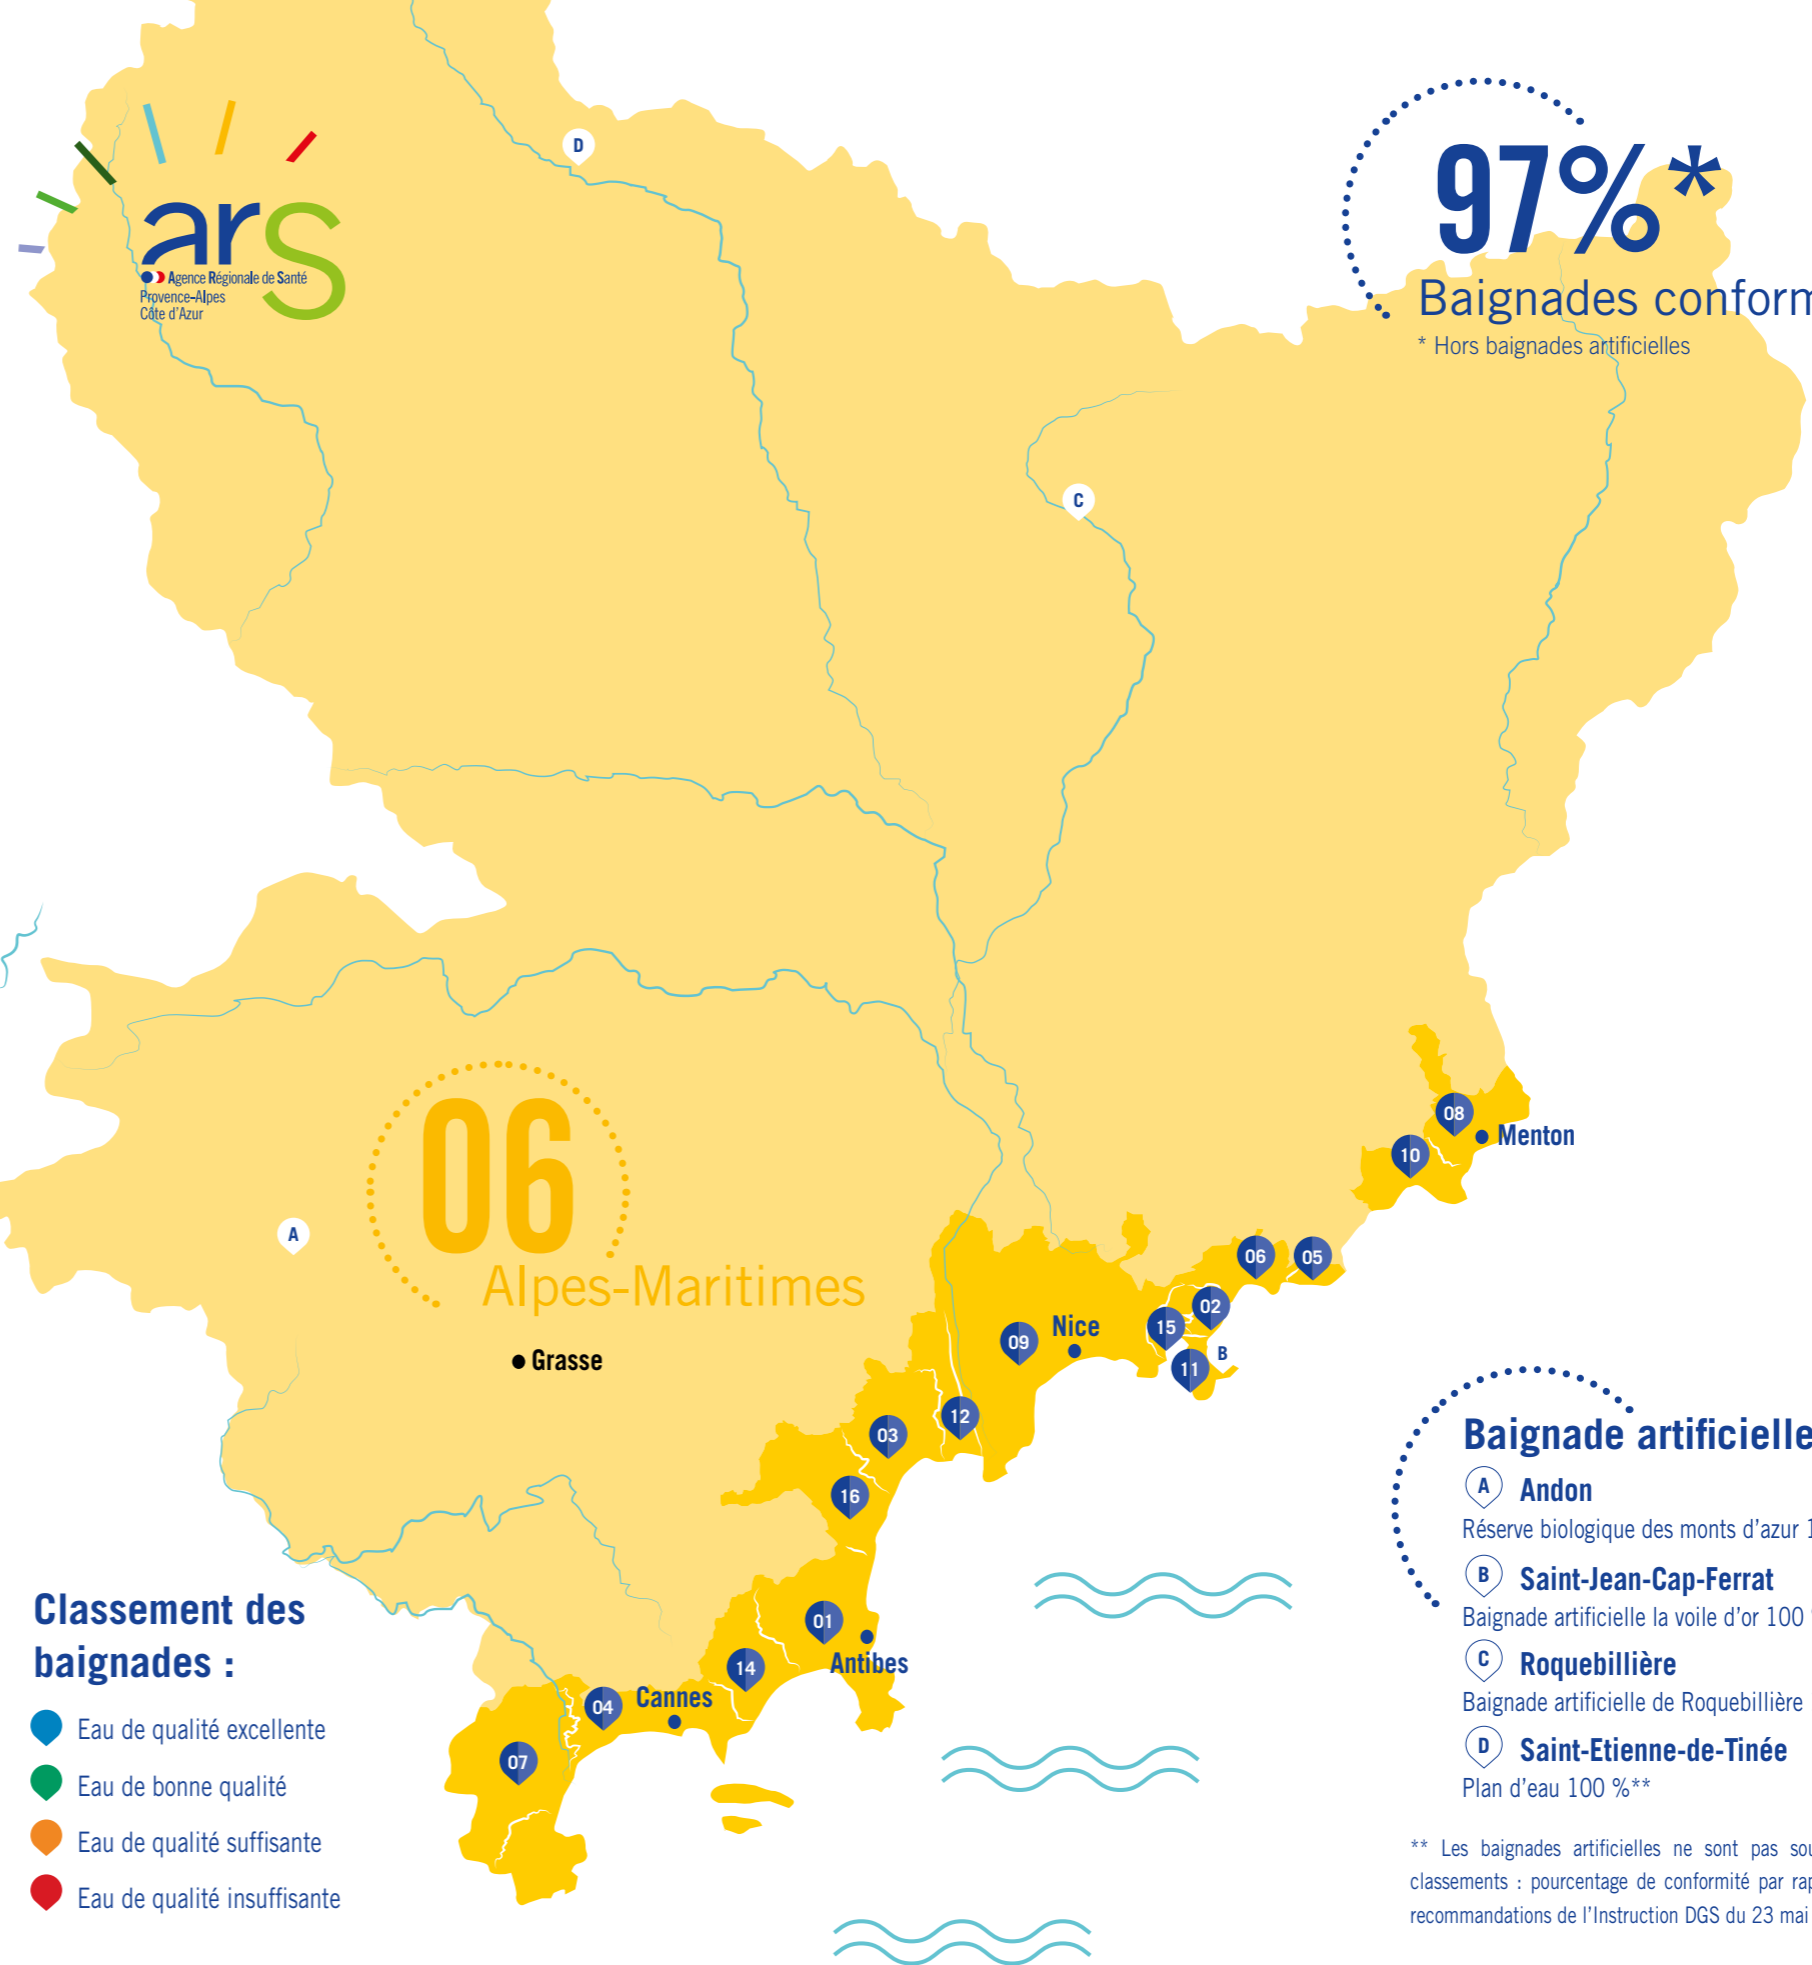 D
97%*
ars
Agence Régionale de Santé
Provence-Alpes
Côte d'Azur
Baignades conform
* Hors baignades artificielles
C
06
Alpes-Maritimes
A
Grasse
08
Menton
10
06
05
02
15
Nice
09
B
11
12
03
16
01
Antibes
14
Cannes
04
07
Baignade artificielle
A Andon
Réserve biologique des monts d'azur 1
B Saint-Jean-Cap-Ferrat
Baignade artificielle la voile d'or 100
C Roquebillière
Baignade artificielle de Roquebillière
D Saint-Etienne-de-Tinée
Plan d'eau 100 %**
** Les baignades artificielles ne sont pas sou
classements : pourcentage de conformité par rap
recommandations de l'Instruction DGS du 23 mai
Classement des
baignades :
Eau de qualité excellente
Eau de bonne qualité
Eau de qualité suffisante
Eau de qualité insuffisante